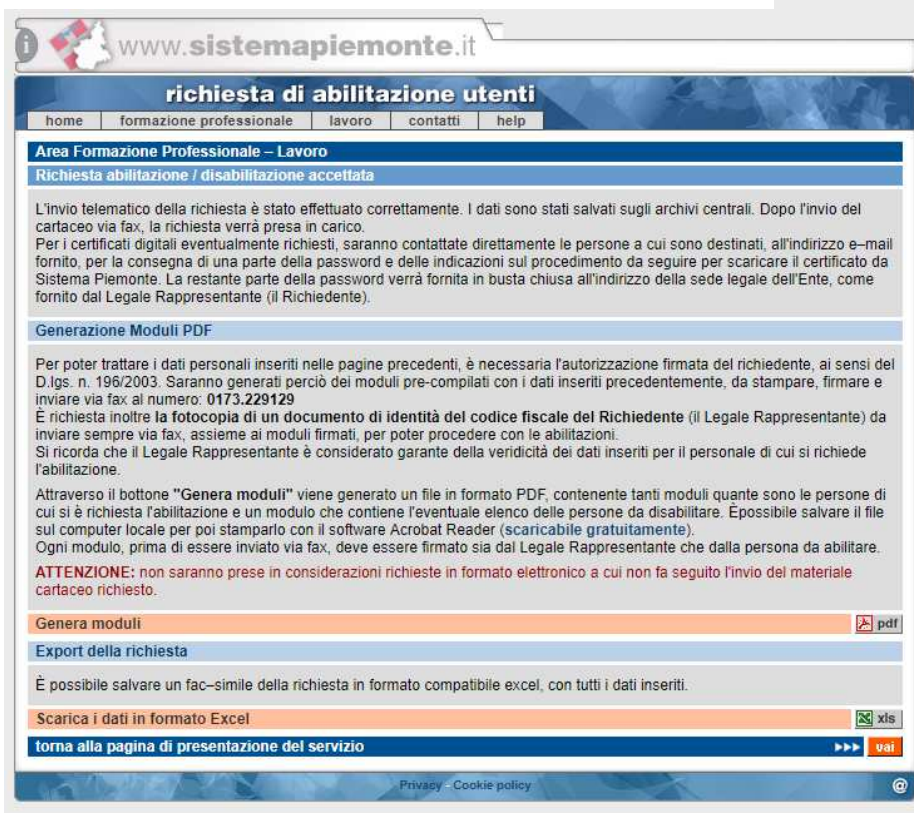 www.sistemapiemonte.it
richiesta di abilitazione utenti
home formazione professionale lavoro contatti help
Area Formazione Professionale – Lavoro
Richiesta abilitazione / disabilitazione accettata
L'invio telematico della richiesta è stato effettuato correttamente. I dati sono stati salvati sugli archivi centrali. Dopo l'invio del
cartaceo via fax, la richiesta verrà presa in carico.
Per i certificati digitali eventualmente richiesti, saranno contattate direttamente le persone a cui sono destinati, all'indirizzo e–mail
fornito, per la consegna di una parte della password e delle indicazioni sul procedimento da seguire per scaricare il certificato da
Sistema Piemonte. La restante parte della password verrà fornita in busta chiusa all'indirizzo della sede legale dell'Ente, come
fornito dal Legale Rappresentante (il Richiedente).
Generazione Moduli PDF
Per poter trattare i dati personali inseriti nelle pagine precedenti, è necessaria l'autorizzazione firmata del richiedente, ai sensi del
D.lgs. n. 196/2003. Saranno generati perciò dei moduli pre-compilati con i dati inseriti precedentemente, da stampare, firmare e
inviare via fax al numero: 0173.229129
È richiesta inoltre la fotocopia di un documento di identità del codice fiscale del Richiedente (il Legale Rappresentante) da
inviare sempre via fax, assieme ai moduli firmati, per poter procedere con le abilitazioni.
Si ricorda che il Legale Rappresentante è considerato garante della veridicità dei dati inseriti per il personale di cui si richiede
l'abilitazione.
Attraverso il bottone "Genera moduli" viene generato un file in formato PDF, contenente tanti moduli quante sono le persone di
cui si è richiesta l'abilitazione e un modulo che contiene l'eventuale elenco delle persone da disabilitare. Èpossibile salvare il file
sul computer locale per poi stamparlo con il software Acrobat Reader (scaricabile gratuitamente).
Ogni modulo, prima di essere inviato via fax, deve essere firmato sia dal Legale Rappresentante che dalla persona da abilitare.
ATTENZIONE: non saranno prese in considerazioni richieste in formato elettronico a cui non fa seguito l'invio del materiale
cartaceo richiesto.
Genera moduli pdf
Export della richiesta
È possibile salvare un fac–simile della richiesta in formato compatibile excel, con tutti i dati inseriti.
Scarica i dati in formato Excel xls
torna alla pagina di presentazione del servizio vai
Privacy - Cookie policy @